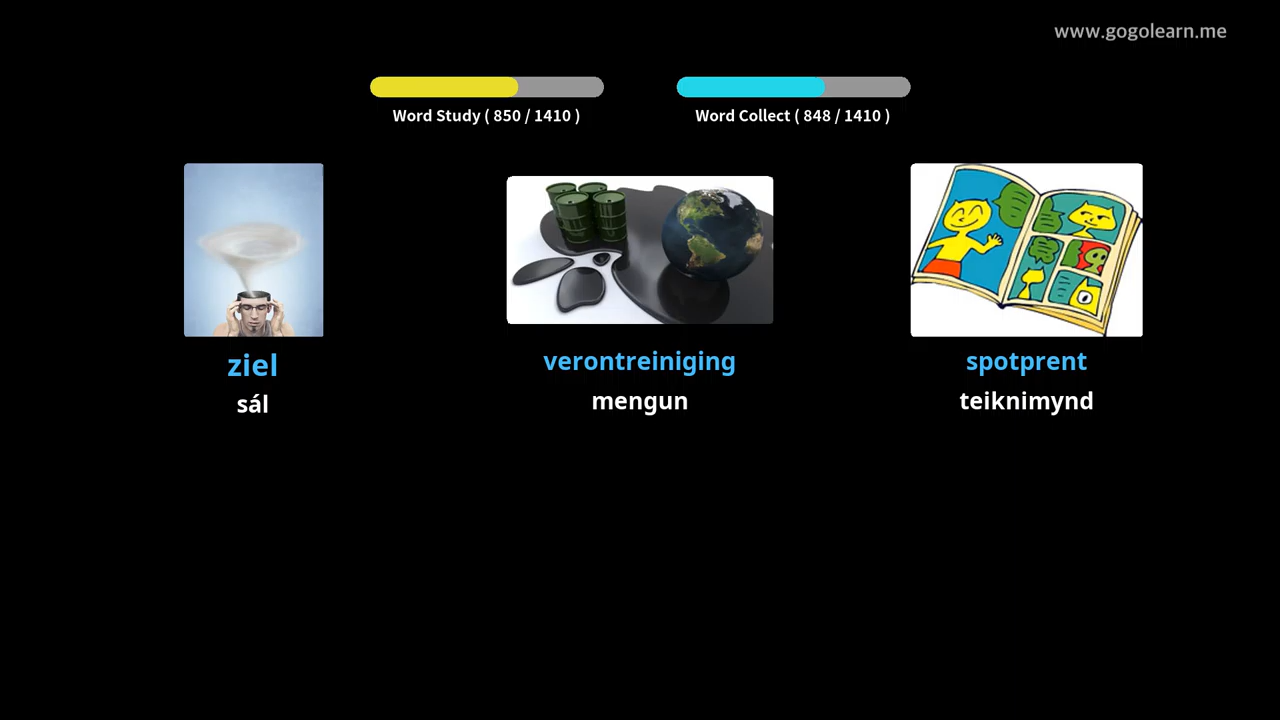 www.gogolearn.me
Word Study ( 850 / 1410 )
Word Collect ( 848 / 1410 )
ziel
sál
verontreiniging
mengun
spotprent
teiknimynd